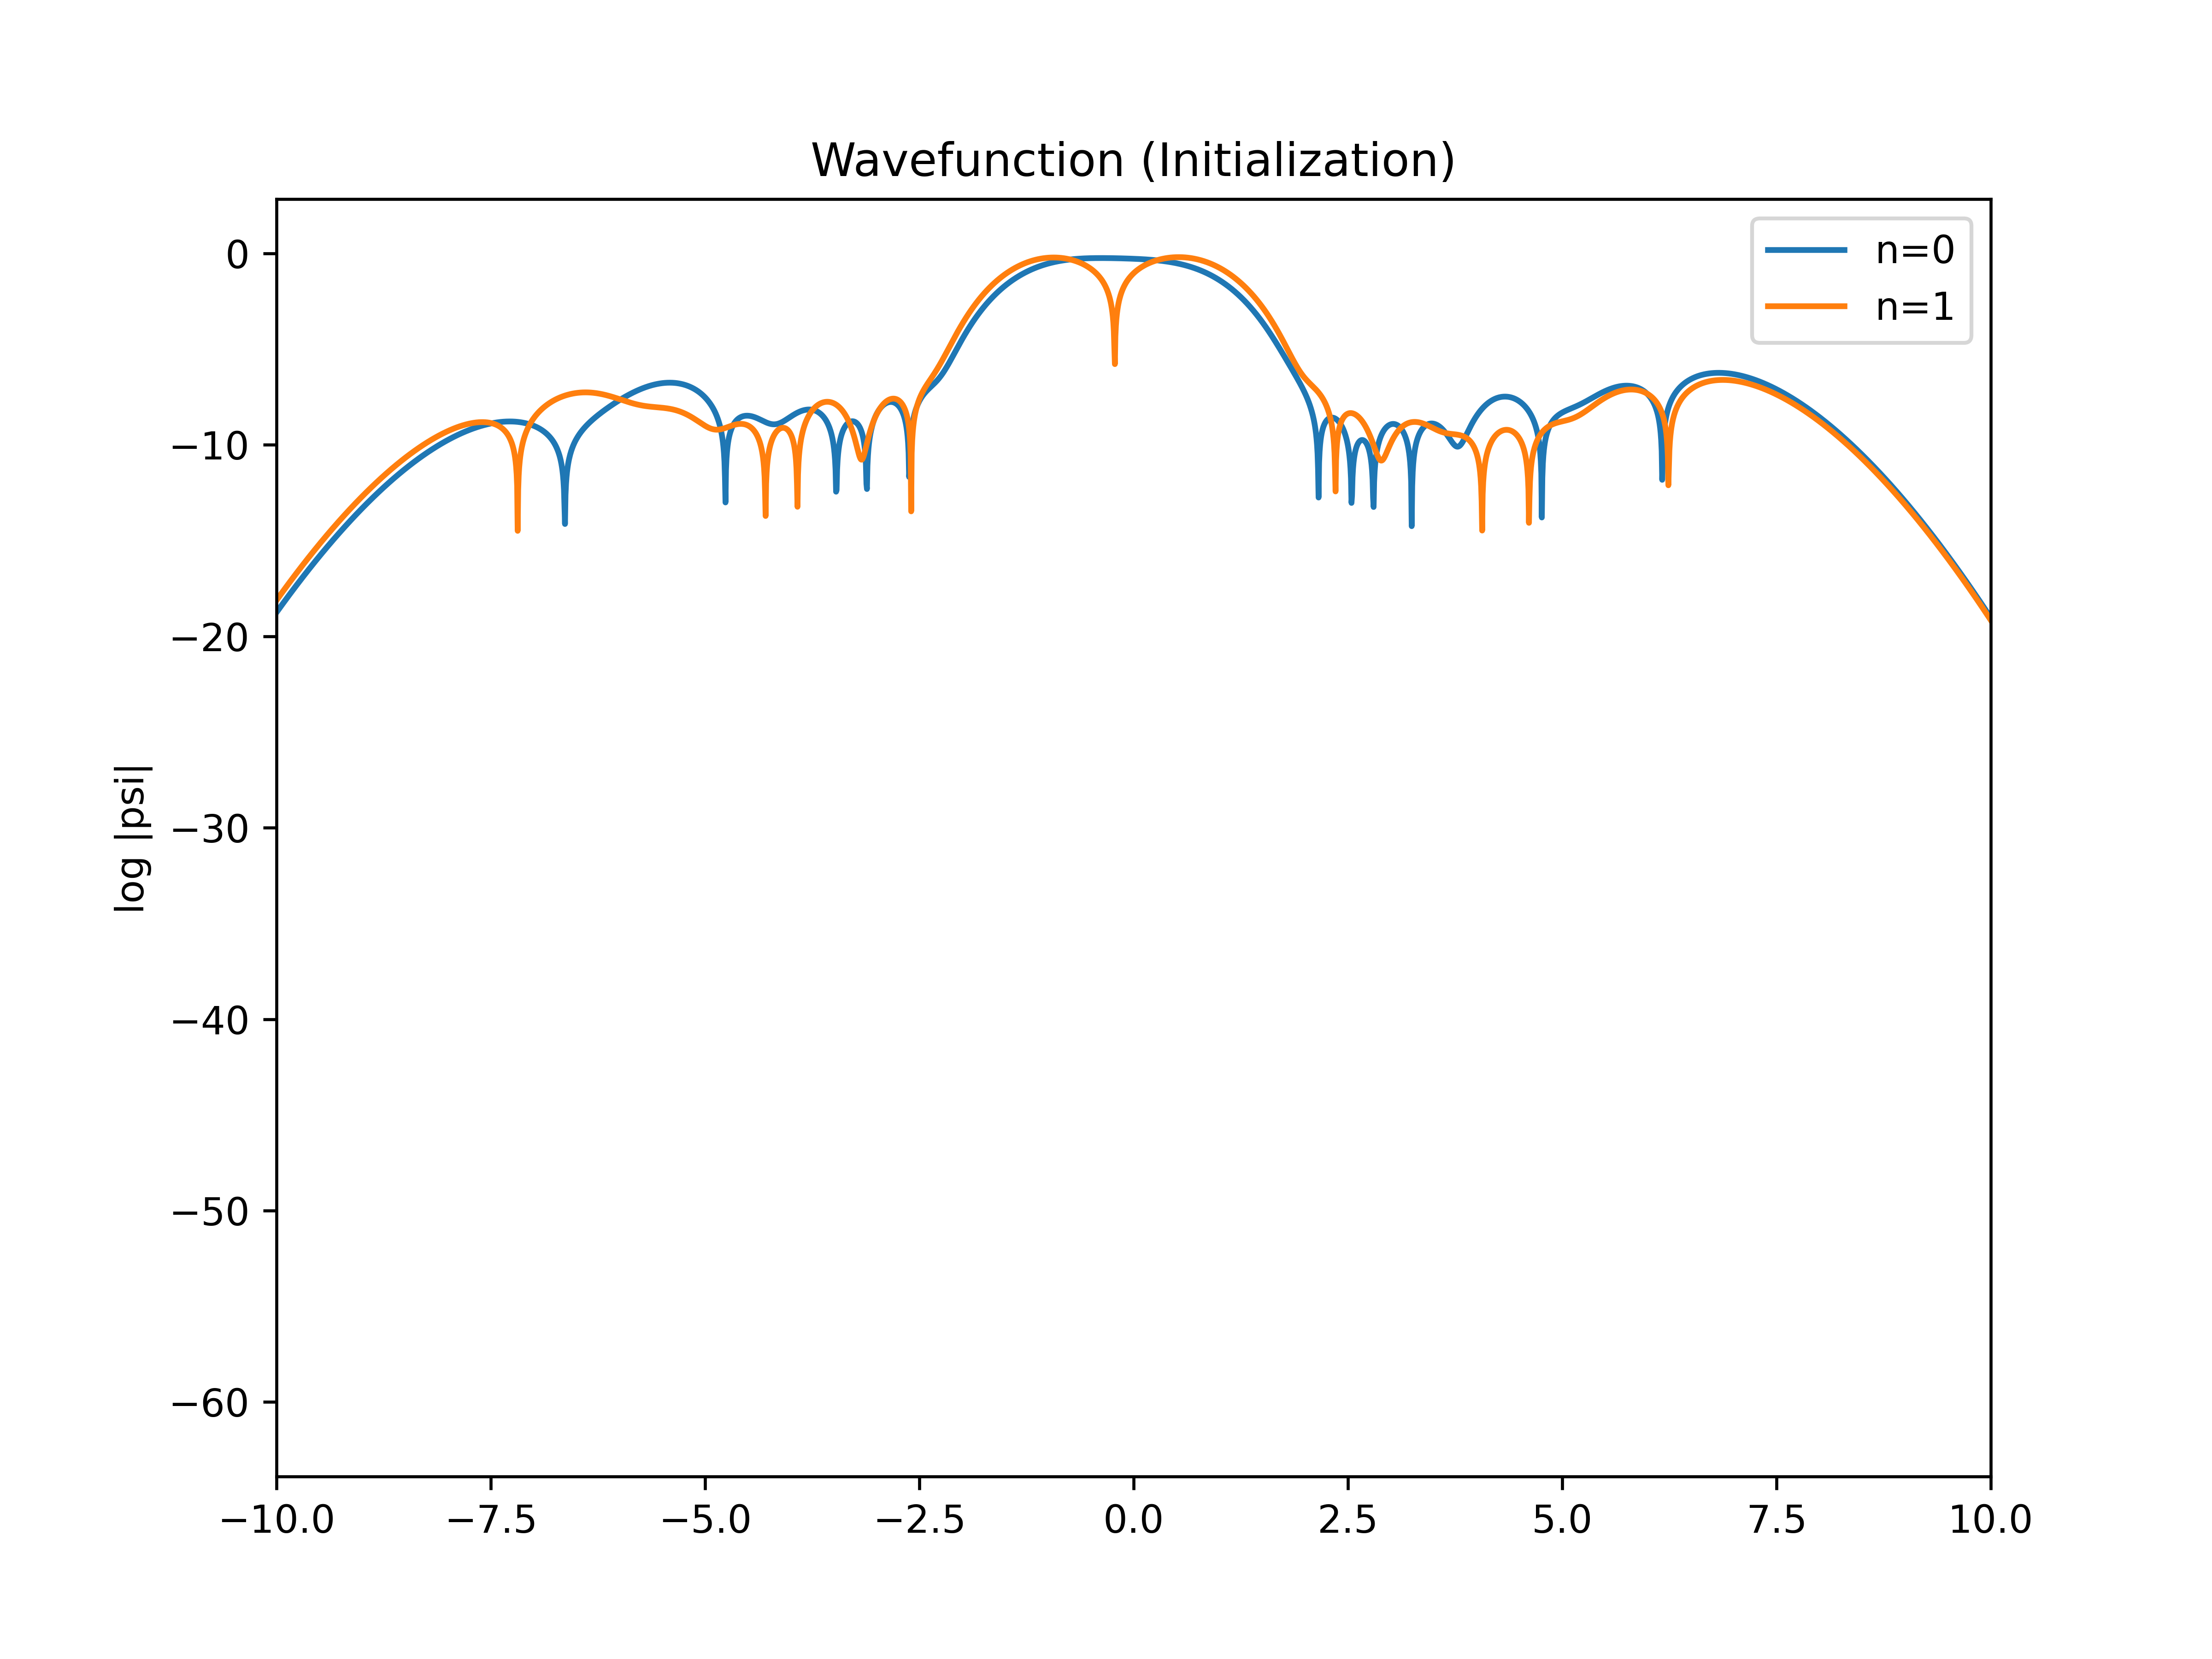 Wavefunction (Initialization)
n=0
n=1
log |psi|
0
−10
−20
−30
−40
−50
−60
−10.0 −7.5 −5.0 −2.5 0.0 2.5 5.0 7.5 10.0